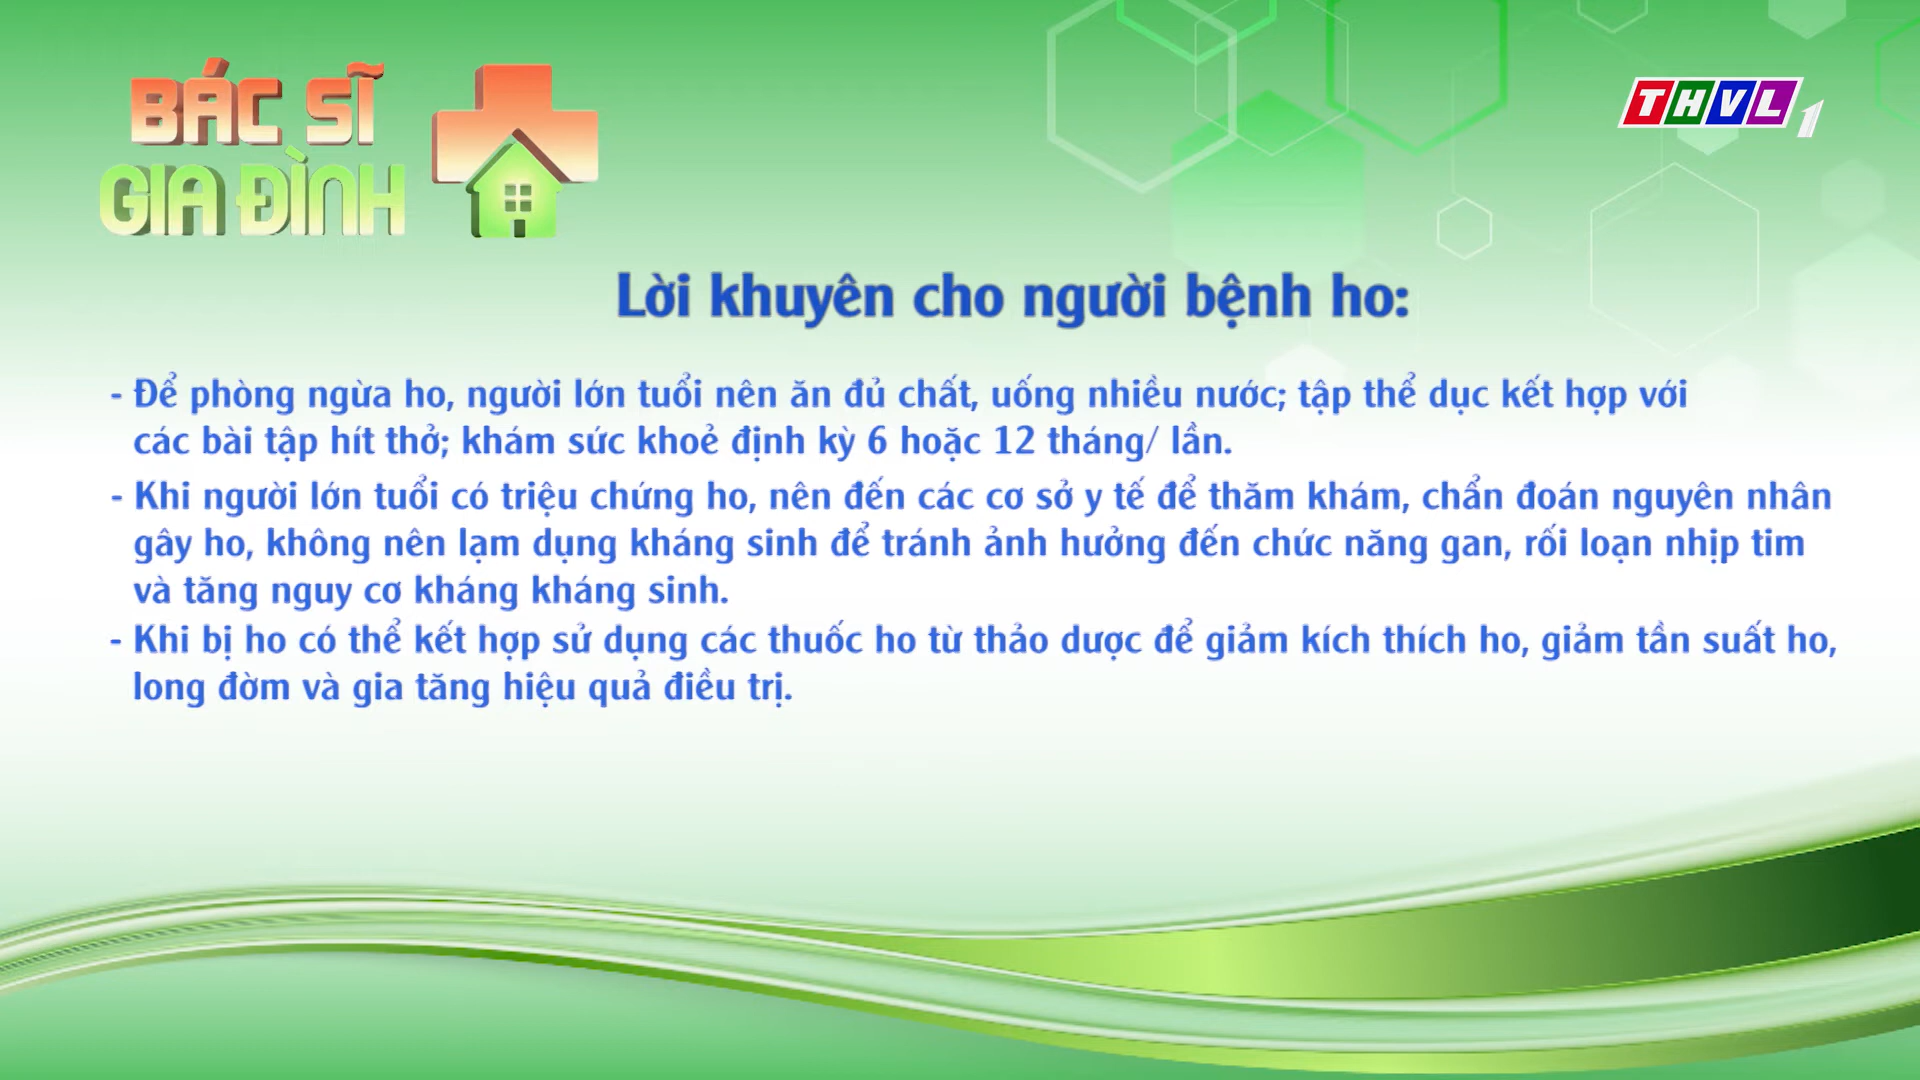 BÁC SĨ
GIA ĐÌNH
THVL 1
Lời khuyên cho người bệnh ho:
- Để phòng ngừa ho, người lớn tuổi nên ăn đủ chất, uống nhiều nước; tập thể dục kết hợp với
các bài tập hít thở; khám sức khoẻ định kỳ 6 hoặc 12 tháng/ lần.
- Khi người lớn tuổi có triệu chứng ho, nên đến các cơ sở y tế để thăm khám, chẩn đoán nguyên nhân
gây ho, không nên lạm dụng kháng sinh để tránh ảnh hưởng đến chức năng gan, rối loạn nhịp tim
và tăng nguy cơ kháng kháng sinh.
- Khi bị ho có thể kết hợp sử dụng các thuốc ho từ thảo dược để giảm kích thích ho, giảm tần suất ho,
long đờm và gia tăng hiệu quả điều trị.